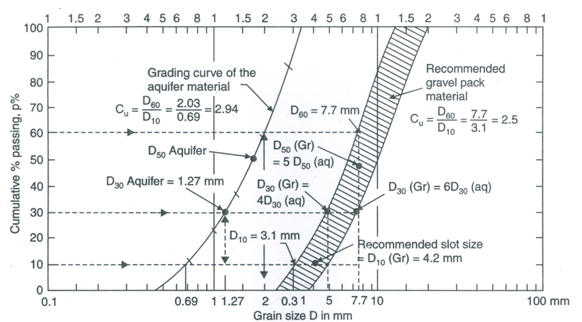 1 1.5 2 3 4 5 6 8 1 1.5 2 3 4 5 6 8 1 1.5 2 3 4 5 6 8 1
100
90
80
70
60
50
40
30
20
10
0
Cumulative % passing, p%
Grading curve of the
aquifer material
Cu = D60 / D10 = 2.03 / 0.69 = 2.94
D50 Aquifer
D30 Aquifer = 1.27 mm
D60 = 7.7 mm
D50 (Gr)
= 5 D50 (aq)
D30 (Gr) =
4D30 (aq)
D10 = 3.1 mm
Recommended
gravel pack
material
Cu = D60 / D10 = 7.7 / 3.1 = 2.5
D30 (Gr) = 6D30 (aq)
Recommended slot size
= D10 (Gr) = 4.2 mm
0.1 0.69 1 1.27 2 0.3 1 5 7.7 10 100 mm
Grain size D in mm